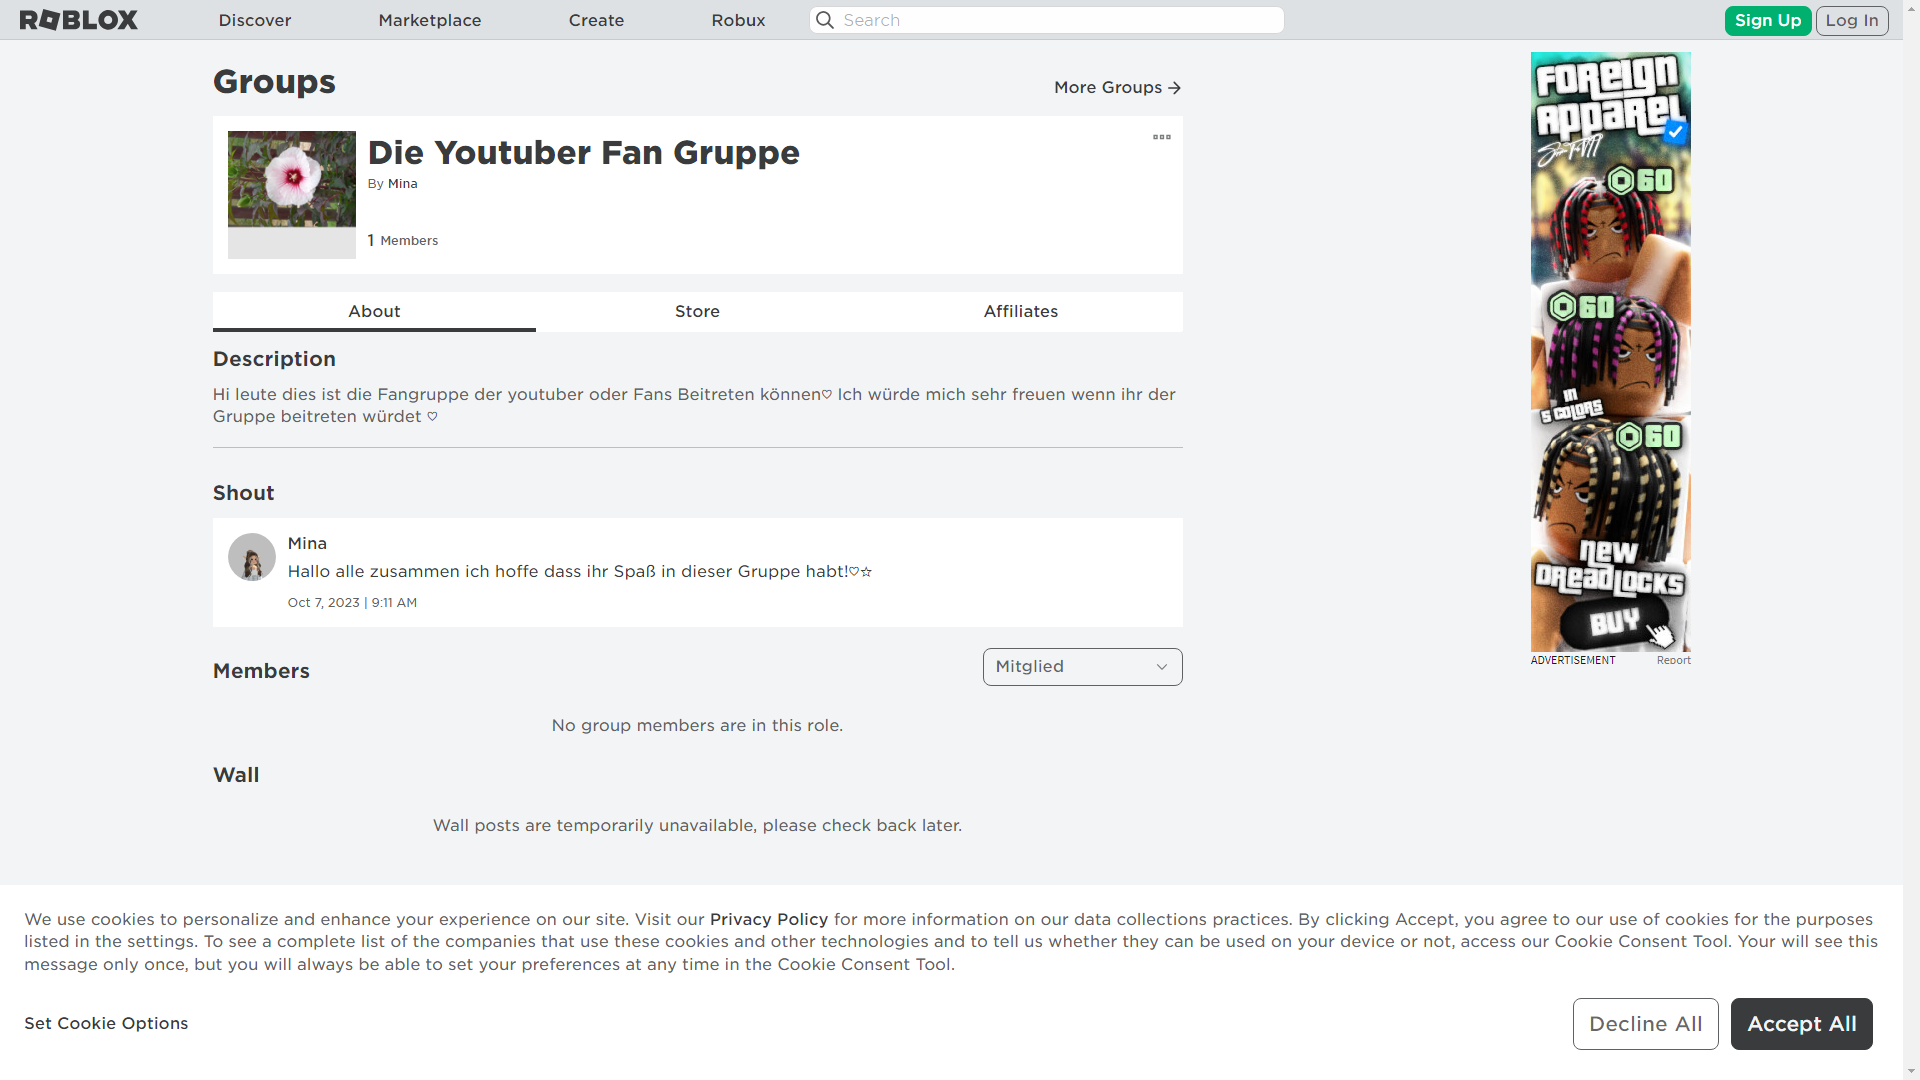 ROBLOX Discover Marketplace Create Robux Search Sign Up Log In
Groups
More Groups
Die Youtuber Fan Gruppe
By Mina
1 Members
About Store Affiliates
Description
Hi leute dies ist die Fangruppe der youtuber oder Fans Beitreten können♡ Ich würde mich sehr freuen wenn ihr der
Gruppe beitreten würdet ♡
Shout
Mina
Hallo alle zusammen ich hoffe dass ihr Spaß in dieser Gruppe habt!♡☆
Oct 7, 2023 | 9:11 AM
Members
Mitglied
No group members are in this role.
Wall
Wall posts are temporarily unavailable, please check back later.
FOREIGN
APPAREL
60
60
IN
5 COLORS
60
NEW
DREADLOCKS
BUY
ADVERTISEMENT Report
We use cookies to personalize and enhance your experience on our site. Visit our Privacy Policy for more information on our data collections practices. By clicking Accept, you agree to our use of cookies for the purposes
listed in the settings. To see a complete list of the companies that use these cookies and other technologies and to tell us whether they can be used on your device or not, access our Cookie Consent Tool. Your will see this
message only once, but you will always be able to set your preferences at any time in the Cookie Consent Tool.
Set Cookie Options
Decline All
Accept All